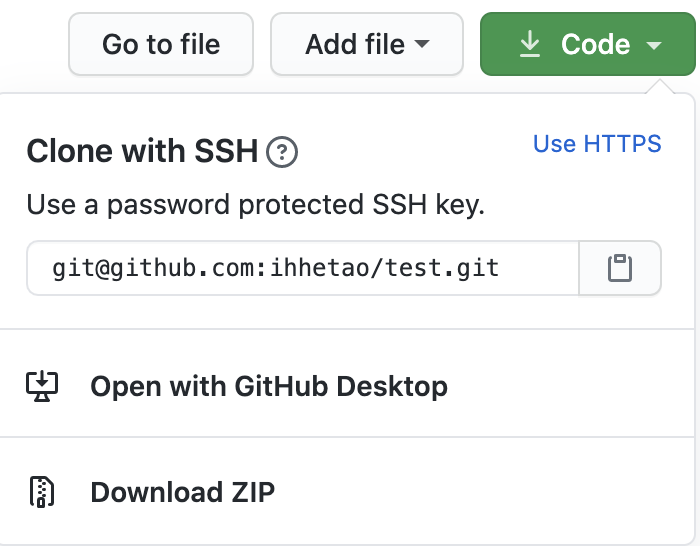 Go to file
Add file
Code
Clone with SSH
Use HTTPS
Use a password protected SSH key.
git@github.com:ihhetao/test.git
Open with GitHub Desktop
Download ZIP